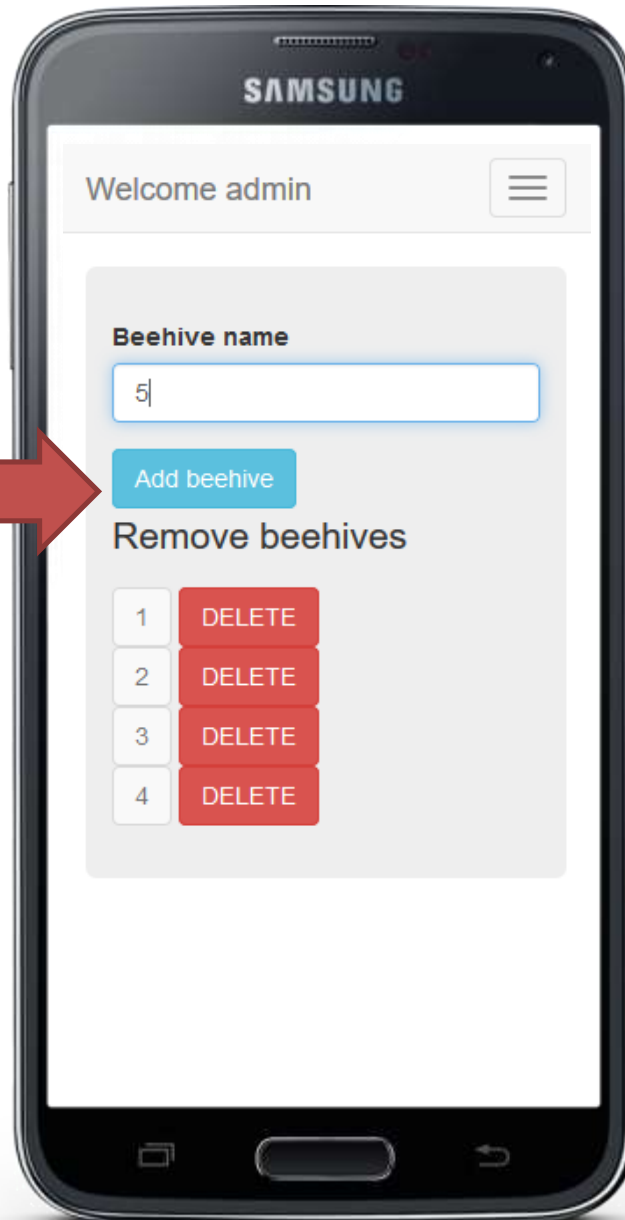 SAMSUNG
Welcome admin
Beehive name
5
Add beehive
Remove beehives
1 DELETE
2 DELETE
3 DELETE
4 DELETE